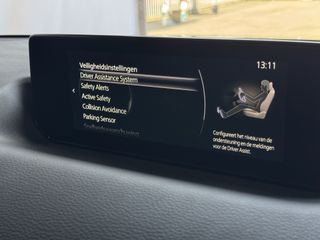 Veiligheidsinstellingen
13:11
Driver Assistance System
Safety Alerts
Active Safety
Collision Avoidance
Parking Sensor
Configureert het niveau van de
ondersteuning en de meldingen
voor de Driver Assist.